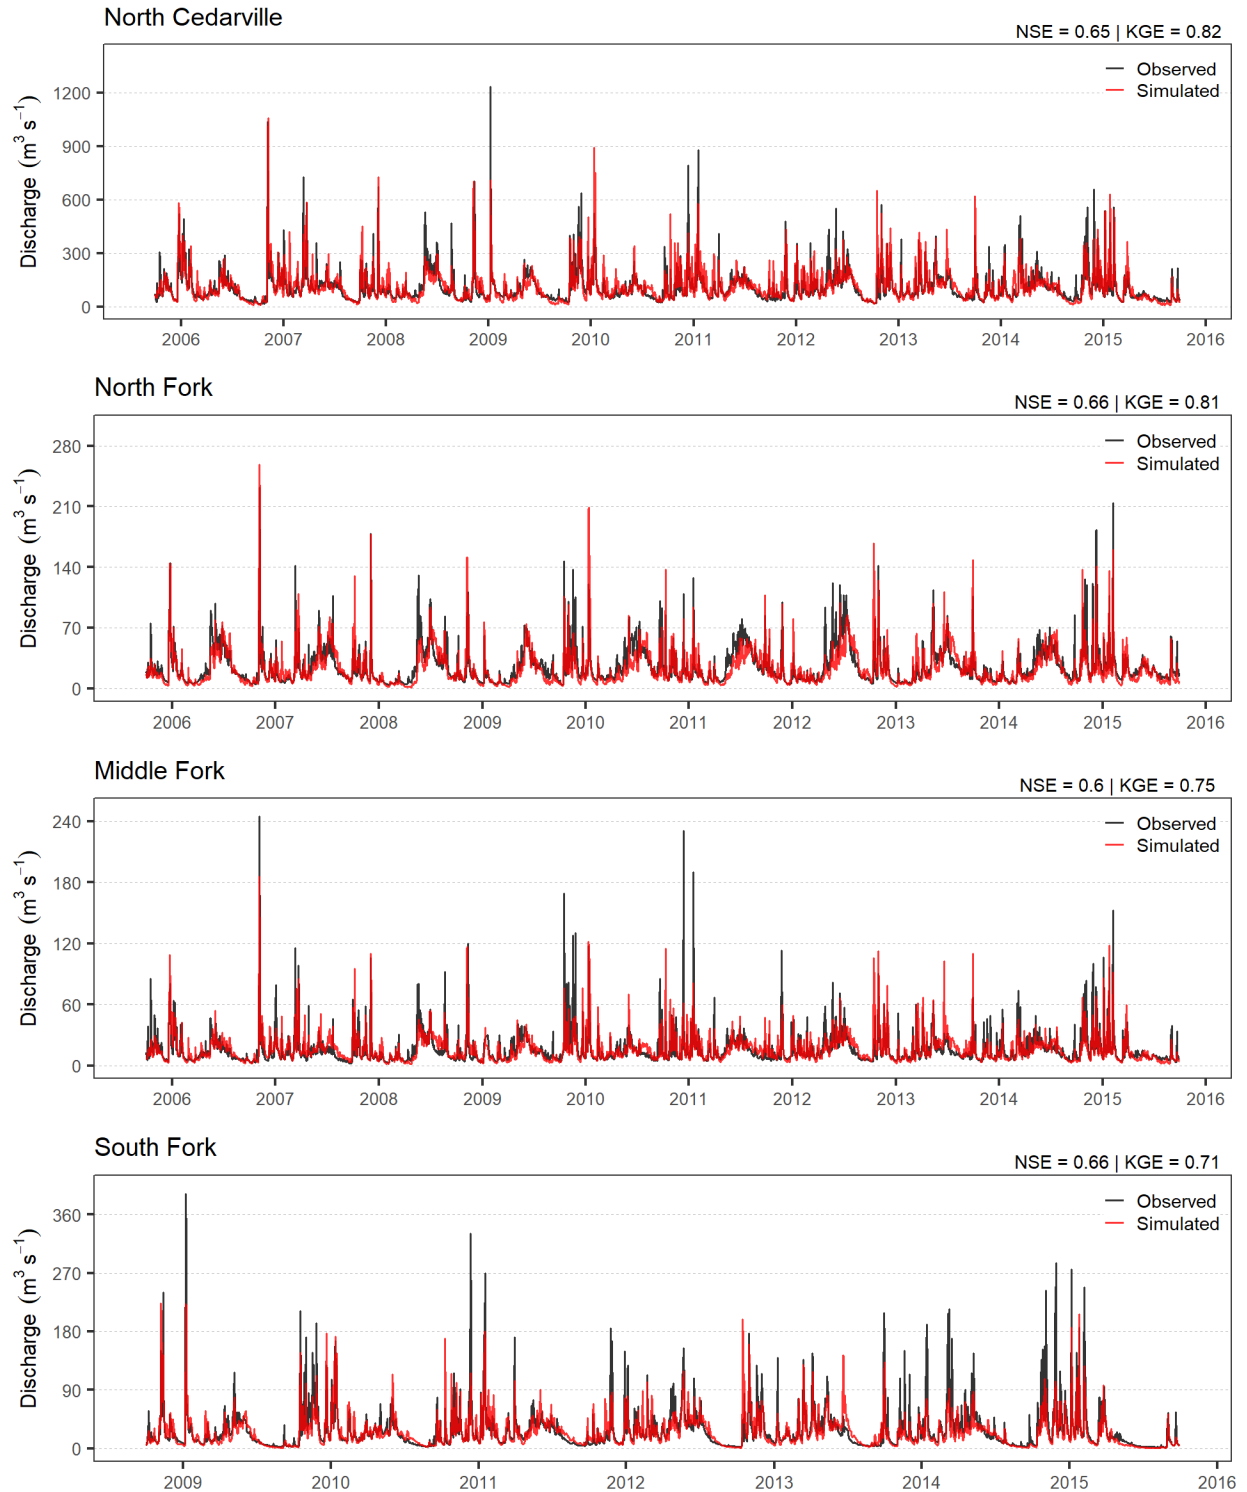 North Cedarville
NSE = 0.65 | KGE = 0.82
Observed
Simulated
Discharge (m³ s⁻¹)
1200
900
600
300
0
2006 2007 2008 2009 2010 2011 2012 2013 2014 2015 2016
North Fork
NSE = 0.66 | KGE = 0.81
Observed
Simulated
Discharge (m³ s⁻¹)
280
210
140
70
0
2006 2007 2008 2009 2010 2011 2012 2013 2014 2015 2016
Middle Fork
NSE = 0.6 | KGE = 0.75
Observed
Simulated
Discharge (m³ s⁻¹)
240
180
120
60
0
2006 2007 2008 2009 2010 2011 2012 2013 2014 2015 2016
South Fork
NSE = 0.66 | KGE = 0.71
Observed
Simulated
Discharge (m³ s⁻¹)
360
270
180
90
0
2009 2010 2011 2012 2013 2014 2015 2016